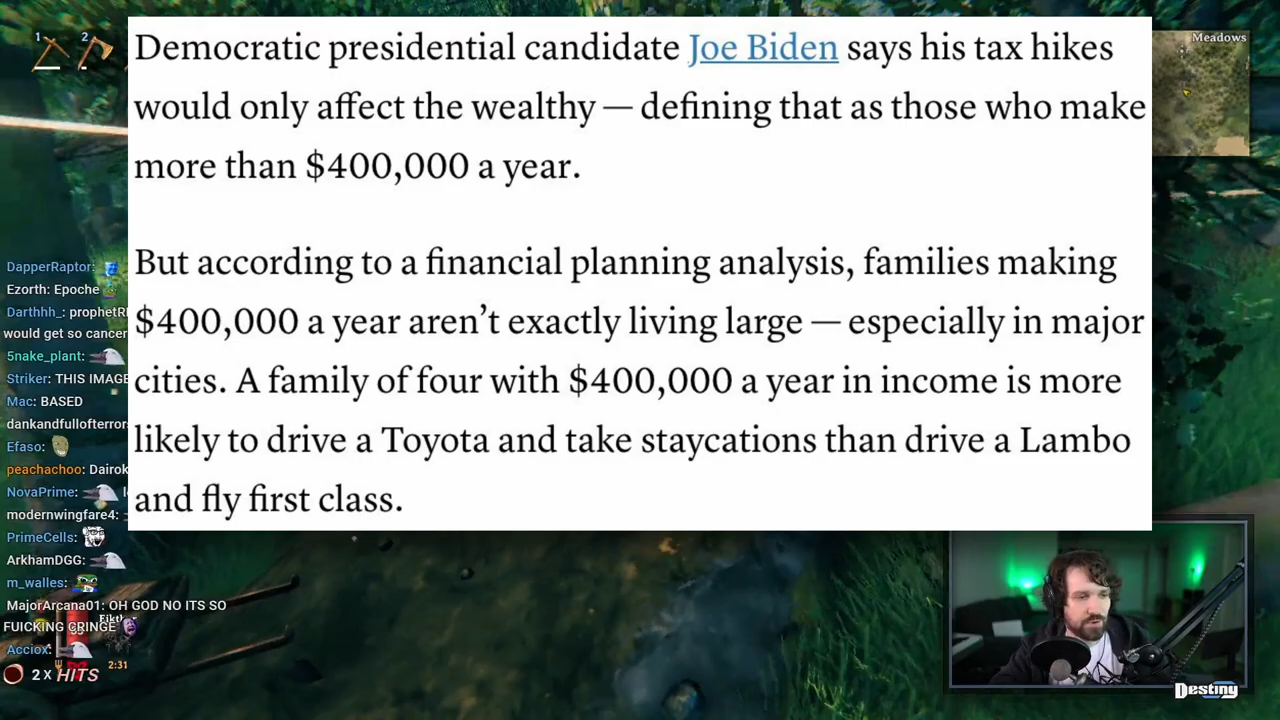 Democratic presidential candidate Joe Biden says his tax hikes
would only affect the wealthy — defining that as those who make
more than $400,000 a year.
But according to a financial planning analysis, families making
$400,000 a year aren’t exactly living large — especially in major
cities. A family of four with $400,000 a year in income is more
likely to drive a Toyota and take staycations than drive a Lambo
and fly first class.
1
2
Meadows
DapperRaptor:
Ezorth: Epoche
Darthhh_:
would get so cancer
5nake_plant:
Striker: THIS IMAGE
Mac: BASED
dankandfullofterror
Efaso:
peachachoo: Dairok
NovaPrime:
modernwingfare4:
PrimeCells:
ArkhamDGG:
m_walles:
MajorArcana01: OH GOD NO ITS SO
FUICKING CRINGE
Acciox:
2:31
2 X HITS
Destiny